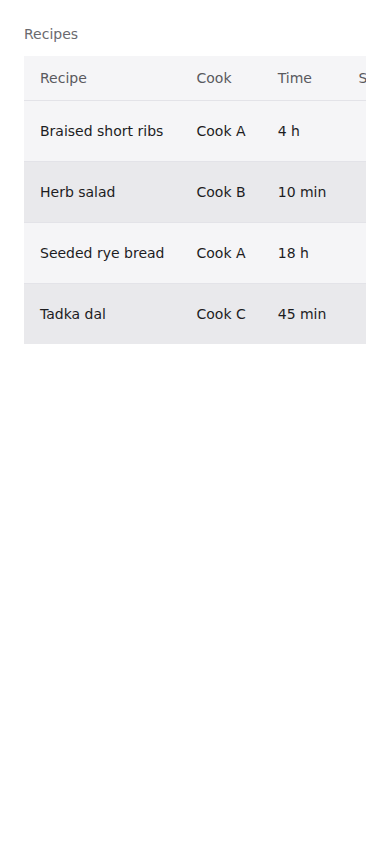 Recipes
Recipe Cook Time
Braised short ribs Cook A 4 h
Herb salad Cook B 10 min
Seeded rye bread Cook A 18 h
Tadka dal Cook C 45 min